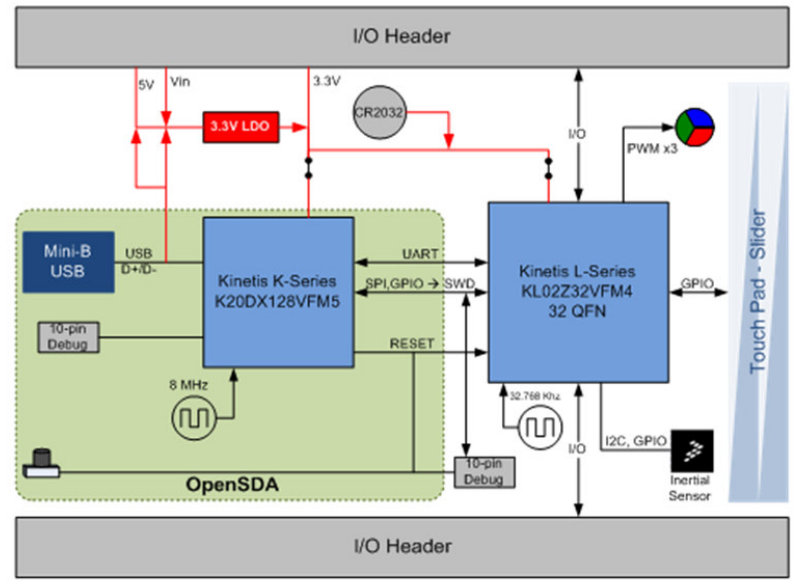 I/O Header
5V
Vin
3.3V
3.3V LDO
CR2032
I/O
PWM x3
Mini-B
USB
USB
D+/D-
Kinetis K-Series
K20DX128VFM5
UART
SPI,GPIO → SWD
RESET
Kinetis L-Series
KL02Z32VFM4
32 QFN
GPIO
Touch Pad - Slider
10-pin
Debug
8 MHz
32.768 Khz
I/O
I2C, GPIO
10-pin
Debug
Inertial
Sensor
OpenSDA
I/O Header